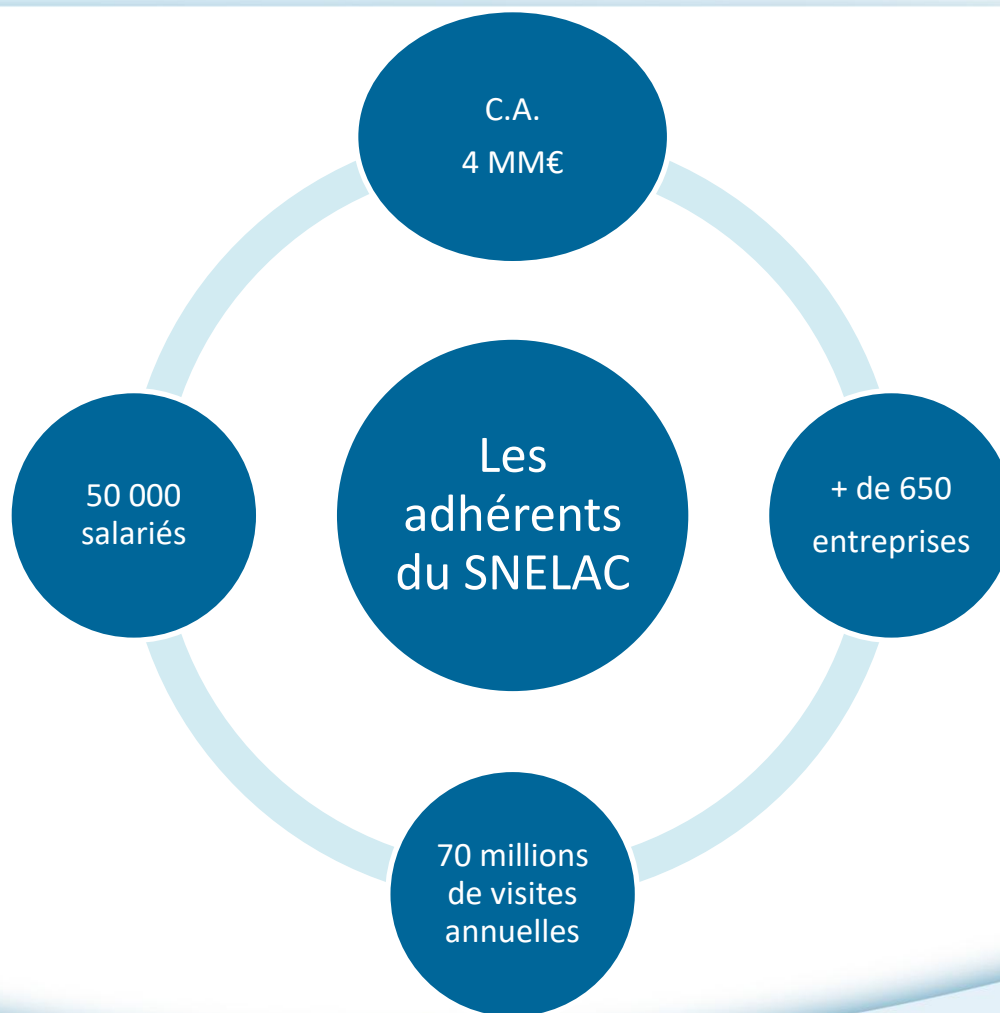 C.A.
4 MM€
50 000
salariés
Les
adhérents
du SNELAC
+ de 650
entreprises
70 millions
de visites
annuelles